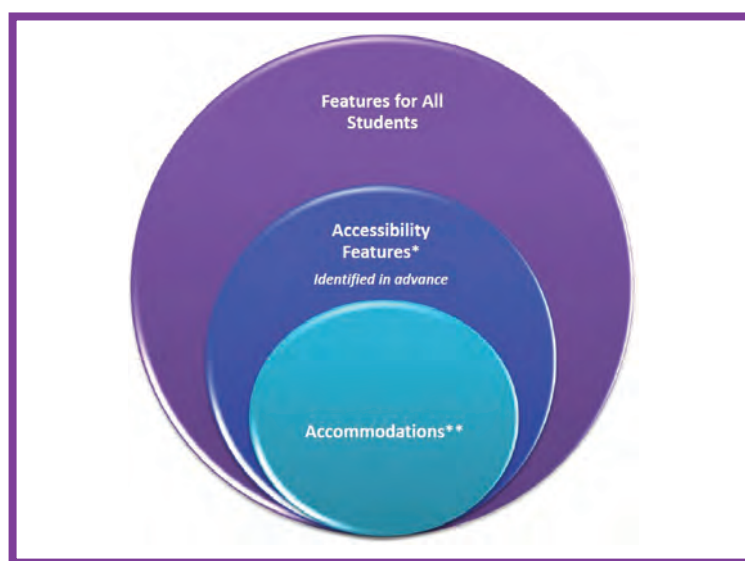 Features for All
Students
Accessibility
Features*
Identified in advance
Accommodations**